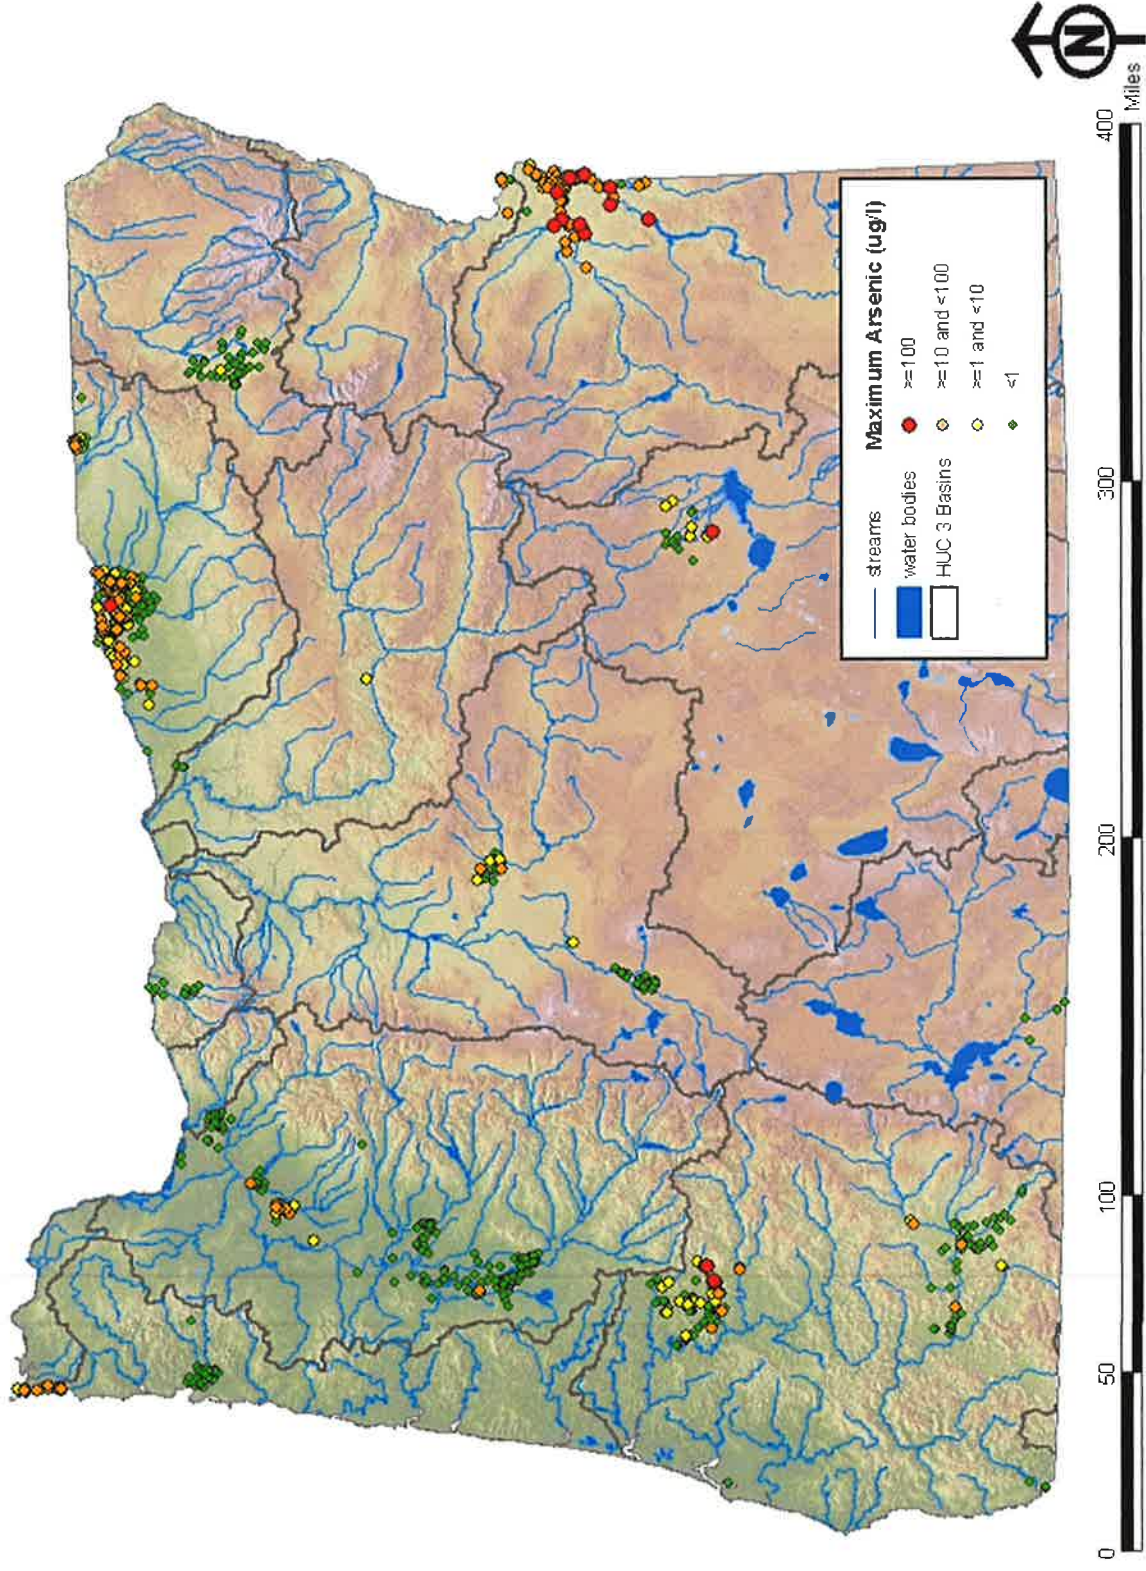 N
streams
water bodies
HUC 3 Basins
Maximum Arsenic (ug/l)
>=100
>=10 and <100
>=1 and <10
<1
0 50 100 200 300 400
Miles